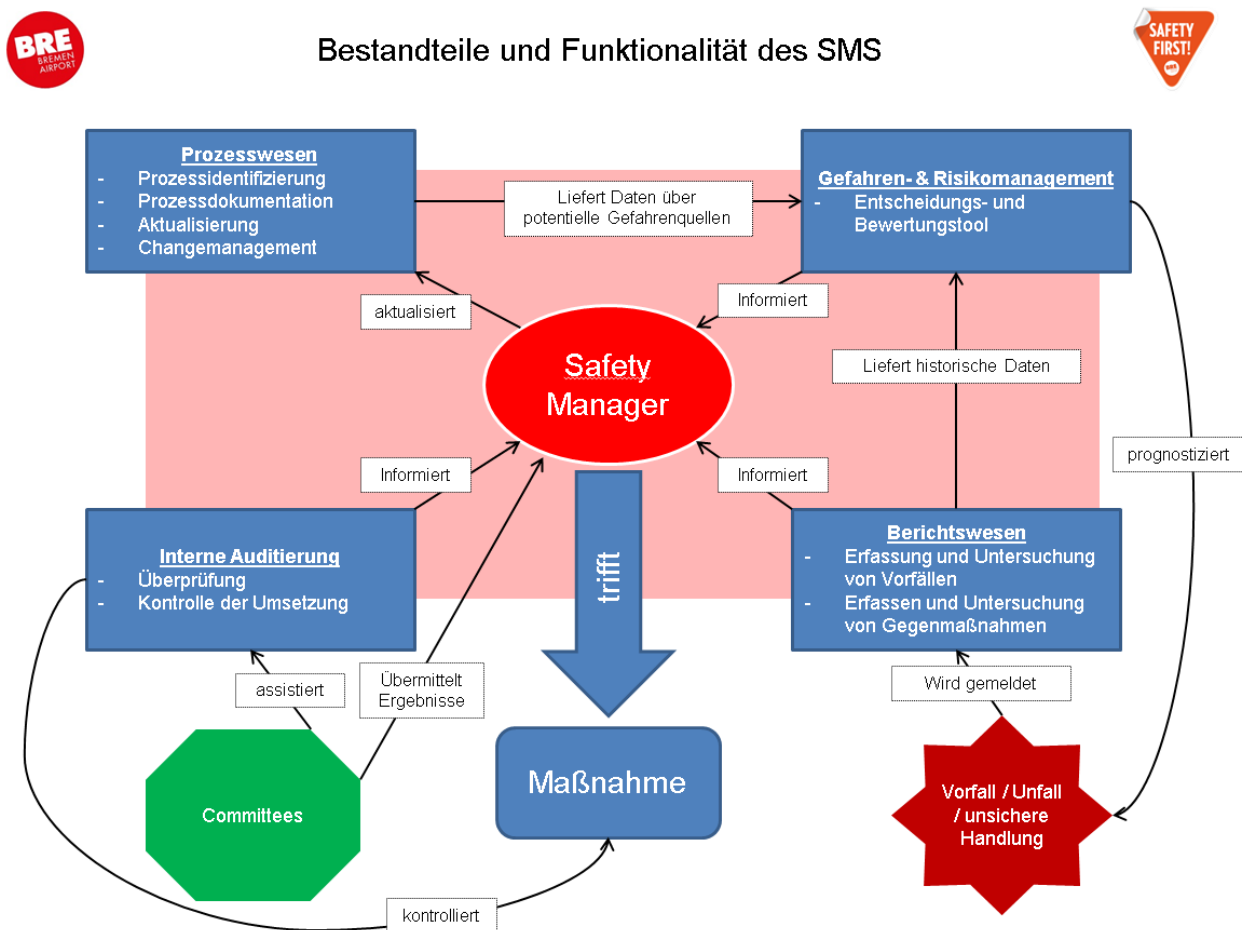 BRE
BREMEN
AIRPORT
Bestandteile und Funktionalität des SMS
SAFETY
FIRST!
BRE
Prozesswesen
- Prozessidentifizierung
- Prozessdokumentation
- Aktualisierung
- Changemanagement
Liefert Daten über
potentielle Gefahrenquellen
Gefahren- & Risikomanagement
- Entscheidungs- und
Bewertungstool
aktualisiert
Informiert
Safety
Manager
Liefert historische Daten
prognostiziert
Informiert
Informiert
Interne Auditierung
- Überprüfung
- Kontrolle der Umsetzung
trifft
Berichtswesen
- Erfassung und Untersuchung
von Vorfällen
- Erfassen und Untersuchung
von Gegenmaßnahmen
assistiert
Übermittelt
Ergebnisse
Wird gemeldet
Committees
Maßnahme
Vorfall / Unfall
/ unsichere
Handlung
kontrolliert